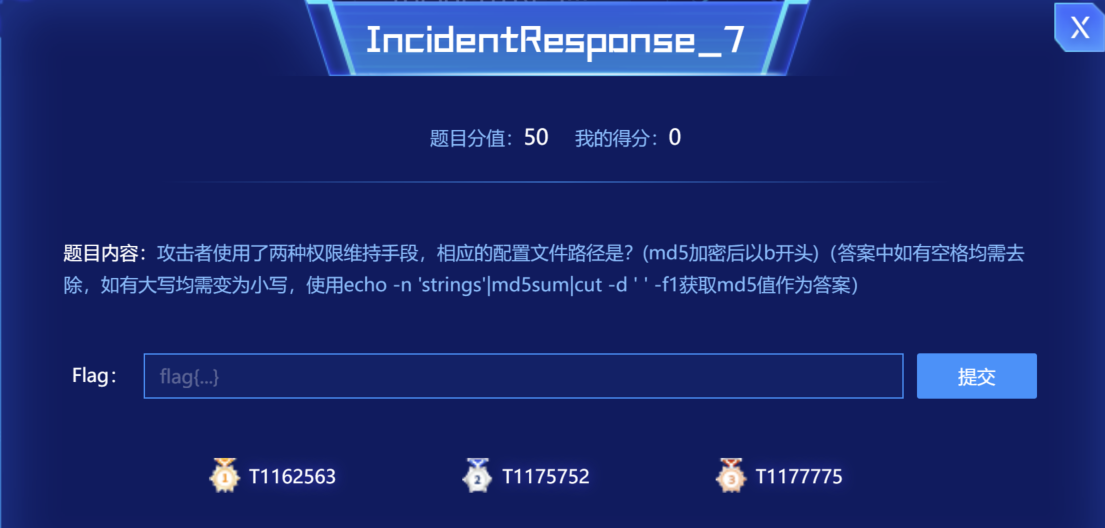 IncidentResponse_7
X
题目分值：50 我的得分：0
题目内容：攻击者使用了两种权限维持手段，相应的配置文件路径是？(md5加密后以b开头)（答案中如有空格均需去
除，如有大写均需变为小写，使用echo -n 'strings'|md5sum|cut -d ' ' -f1获取md5值作为答案）
Flag： flag{...} 提交
1 T1162563 2 T1175752 3 T1177775